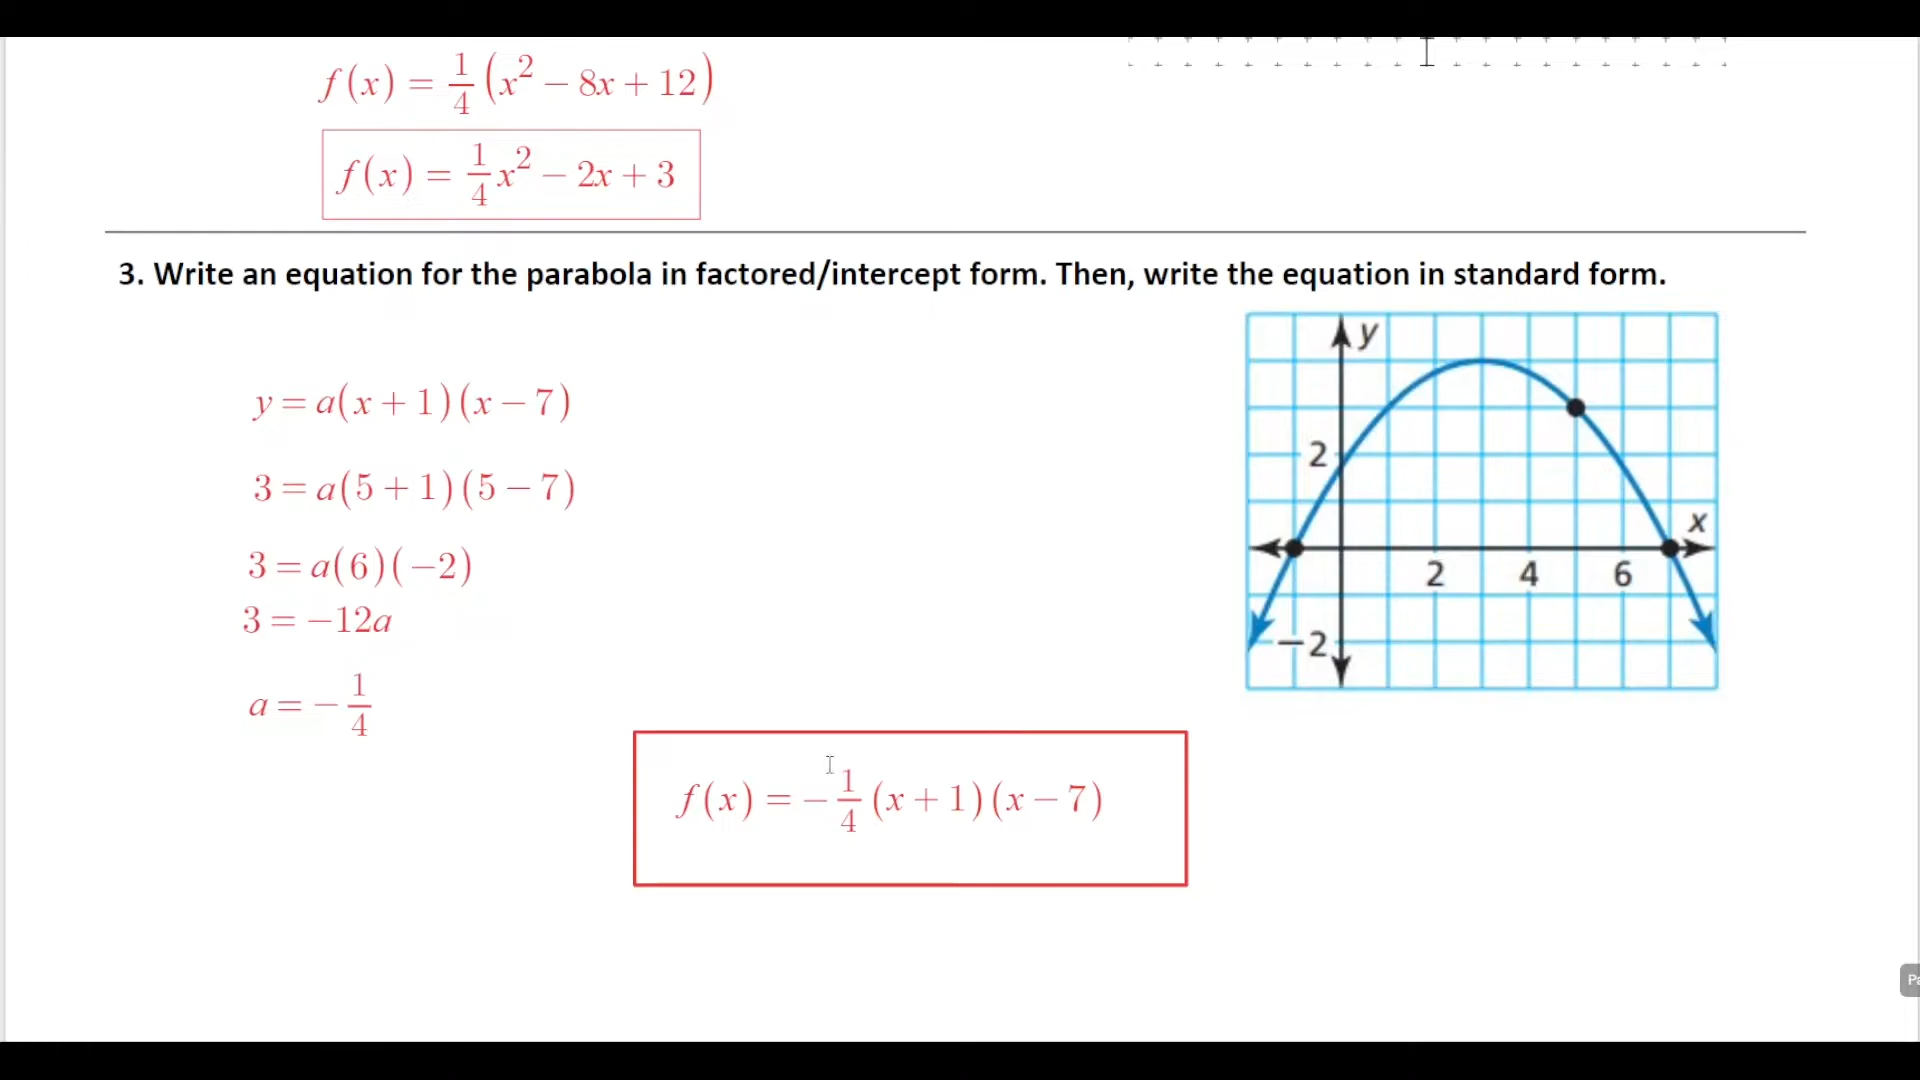 f(x) = 1/4 (x² − 8x + 12)
f(x) = 1/4 x² − 2x + 3
3. Write an equation for the parabola in factored/intercept form. Then, write the equation in standard form.
y = a(x + 1)(x − 7)
3 = a(5 + 1)(5 − 7)
3 = a(6)(−2)
3 = −12a
a = − 1/4
f(x) = − 1/4 (x + 1)(x − 7)
y
2
x
2 4 6
−2